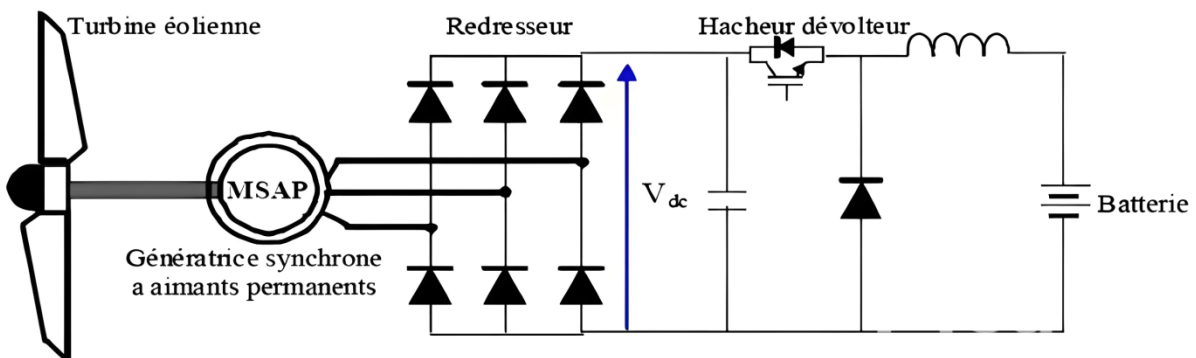 Turbine éolienne
Redresseur
Hacheur dévolteur
MSAP
V dc
Batterie
Génératrice synchrone
a aimants permanents